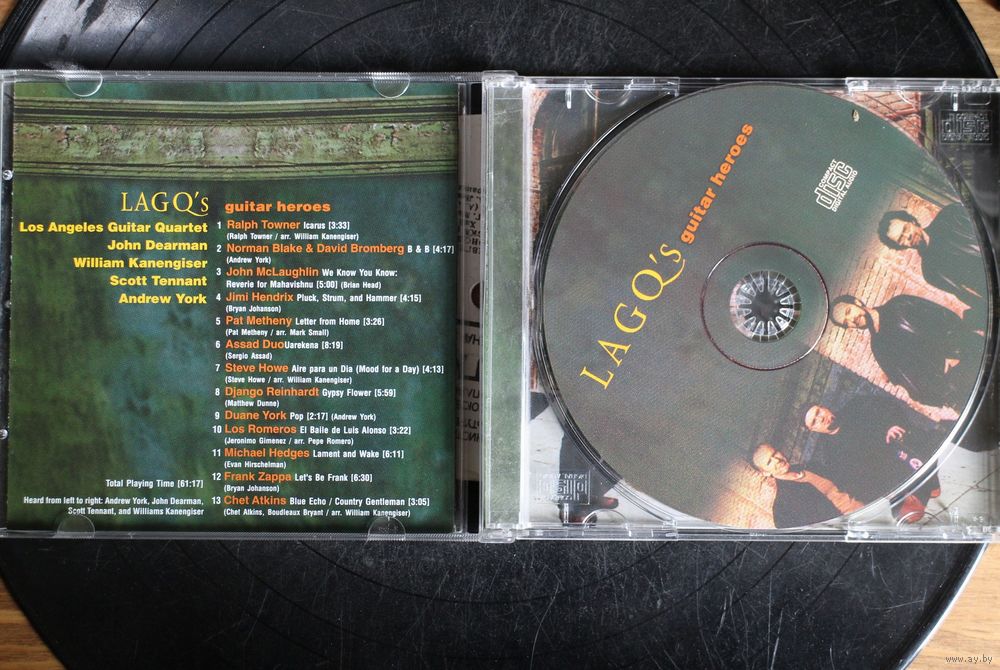 LAGQ's guitar heroes
Los Angeles Guitar Quartet
John Dearman
William Kanengiser
Scott Tennant
Andrew York
1 Ralph Towner Icarus [3:33]
(Ralph Towner / arr. William Kanengiser)
2 Norman Blake & David Bromberg B & B [4:17]
(Andrew York)
3 John McLaughlin We Know You Know:
Reverie for Mahavishnu [5:00] (Brian Head)
4 Jimi Hendrix Pluck, Strum, and Hammer [4:15]
(Bryan Johanson)
5 Pat Metheny Letter from Home [3:26]
(Pat Metheny / arr. Mark Small)
6 Assad Duo Uarekena [8:19]
(Sergio Assad)
7 Steve Howe Aire para un Dia (Mood for a Day) [4:13]
(Steve Howe / arr. William Kanengiser)
8 Django Reinhardt Gypsy Flower [5:59]
(Matthew Dunne)
9 Duane York Pop [2:17] (Andrew York)
10 Los Romeros El Baile de Luis Alonso [3:22]
(Jeronimo Gimenez / arr. Pepe Romero)
11 Michael Hedges Lament and Wake [6:11]
(Evan Hirschelman)
12 Frank Zappa Let's Be Frank [6:30]
(Bryan Johanson)
13 Chet Atkins Blue Echo / Country Gentleman [3:05]
(Chet Atkins, Boudleaux Bryant / arr. William Kanengiser)
Total Playing Time [61:17]
Heard from left to right: Andrew York, John Dearman,
Scott Tennant, and Williams Kanengiser
LAGQ's guitar heroes
COMPACT
disc
DIGITAL AUDIO
www.ay.by